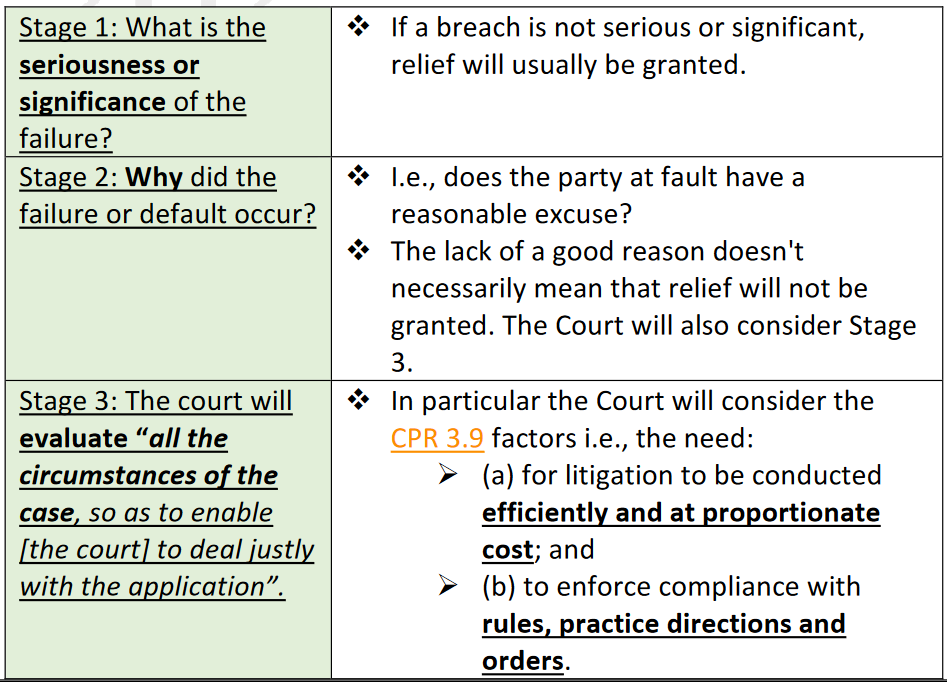 Stage 1: What is the
seriousness or
significance of the
failure?
❖ If a breach is not serious or significant,
relief will usually be granted.
Stage 2: Why did the
failure or default occur?
❖ I.e., does the party at fault have a
reasonable excuse?
❖ The lack of a good reason doesn't
necessarily mean that relief will not be
granted. The Court will also consider Stage
3.
Stage 3: The court will
evaluate “all the
circumstances of the
case, so as to enable
[the court] to deal justly
with the application”.
❖ In particular the Court will consider the
CPR 3.9 factors i.e., the need:
➢ (a) for litigation to be conducted
efficiently and at proportionate
cost; and
➢ (b) to enforce compliance with
rules, practice directions and
orders.